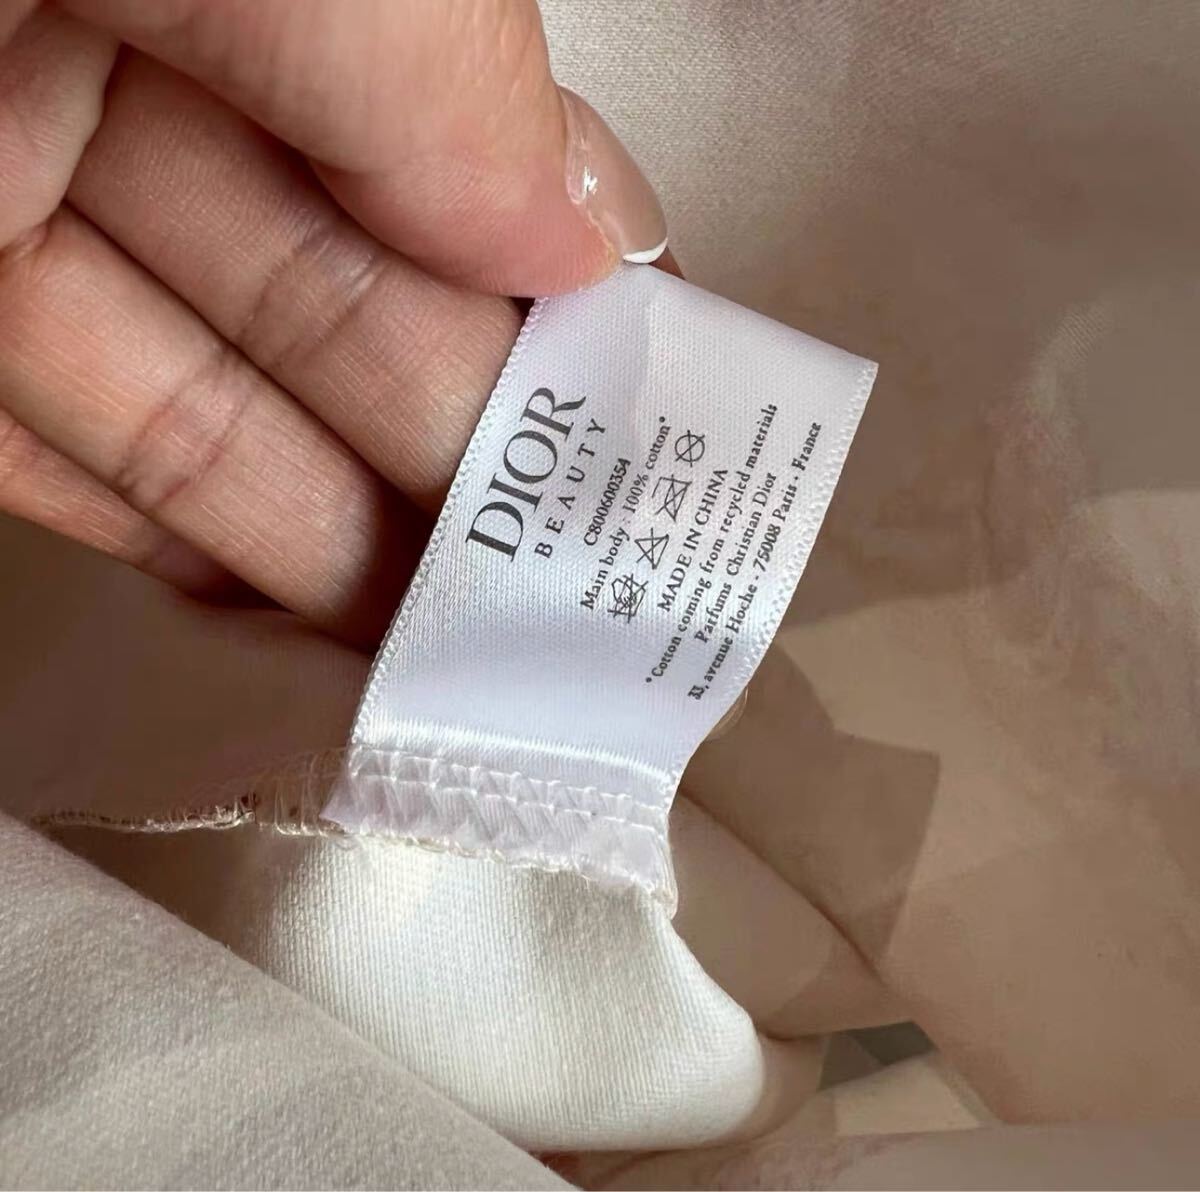 DIOR
BEAUTY
C800600354
Main body : 100% cotton*
MADE IN CHINA
*Cotton coming from recycled materials
Parfums Christian Dior
33, avenue Hoche - 75008 Paris - France